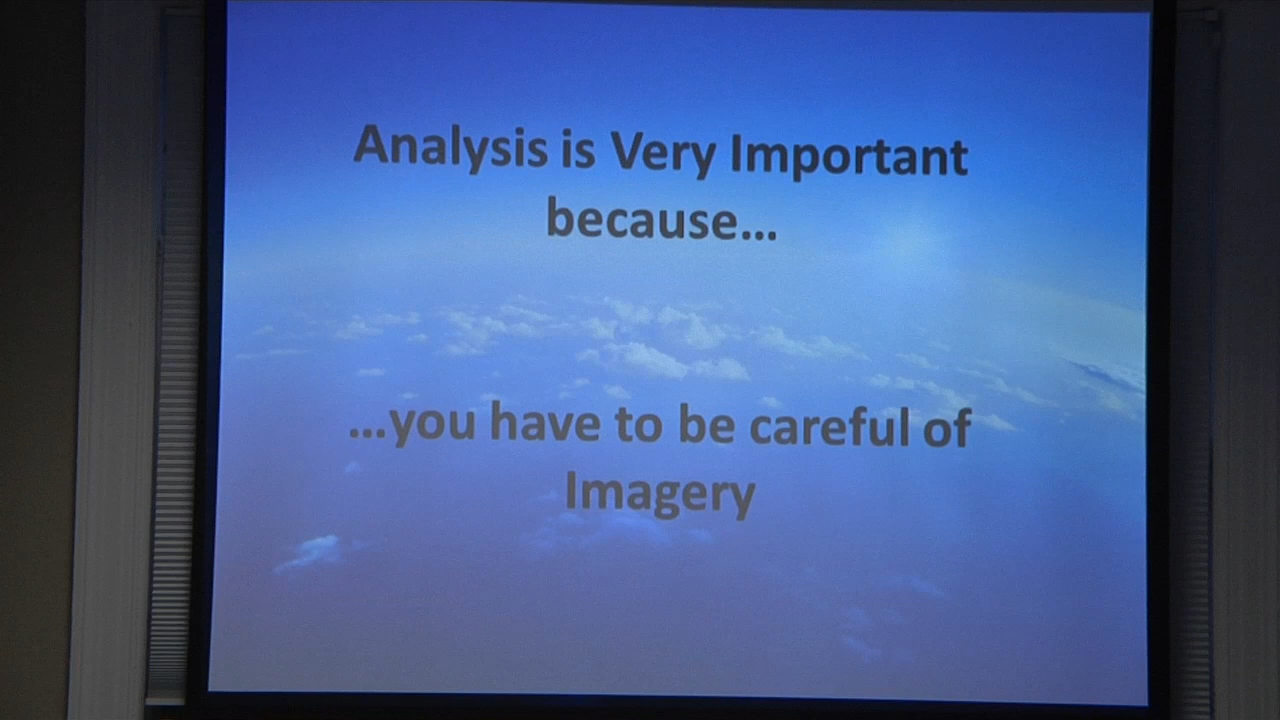 Analysis is Very Important
because...
...you have to be careful of
Imagery